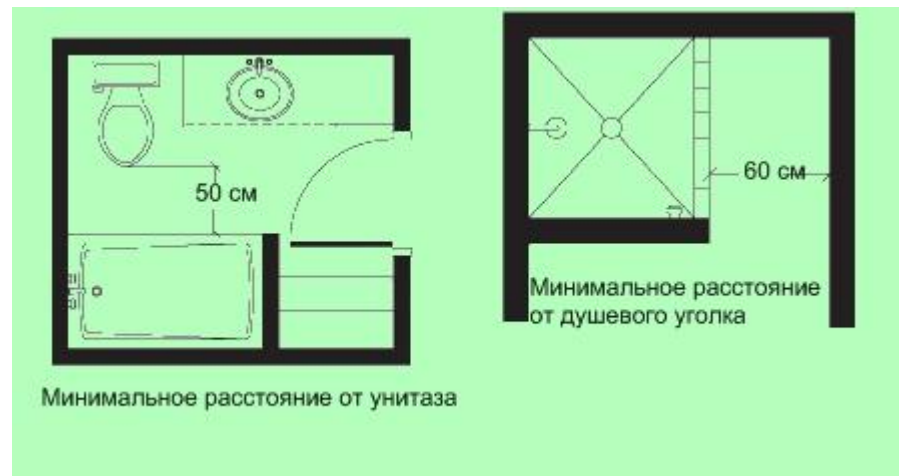 50 см
Минимальное расстояние от унитаза
60 см
Минимальное расстояние
от душевого уголка